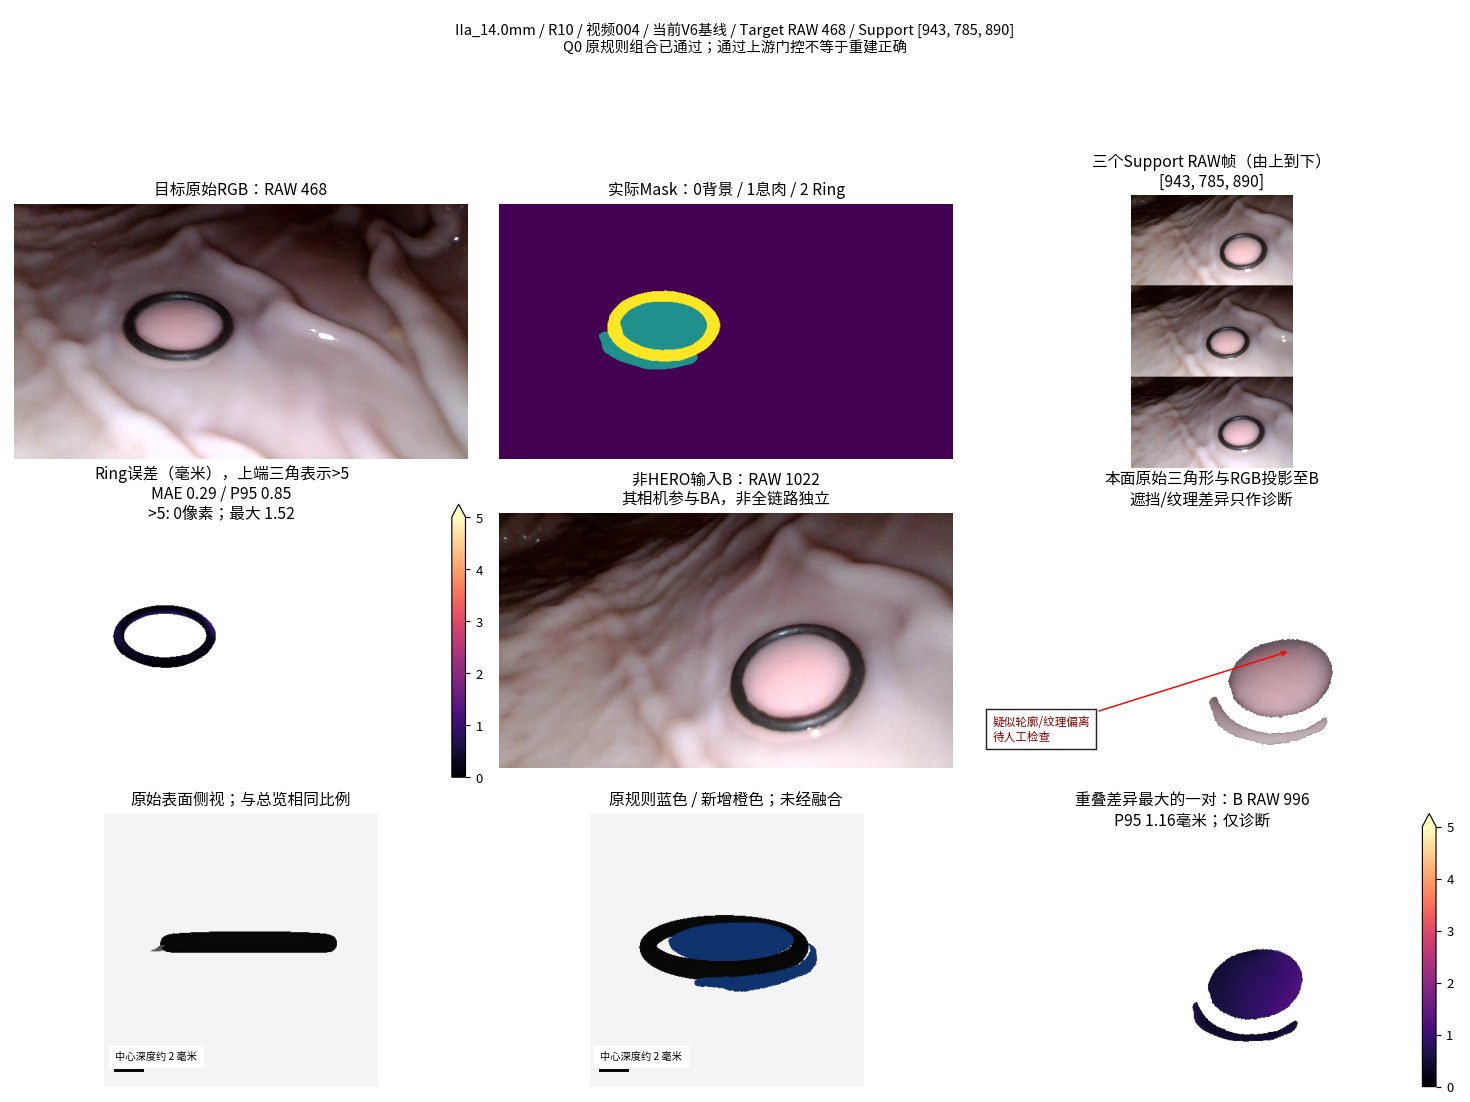 IIa_14.0mm / R10 / 视频004 / 当前V6基线 / Target RAW 468 / Support [943, 785, 890]
Q0 原规则组合已通过；通过上游门控不等于重建正确
目标原始RGB：RAW 468
实际Mask：0背景 / 1息肉 / 2 Ring
三个Support RAW帧（由上到下）
[943, 785, 890]
Ring误差（毫米），上端三角表示>5
MAE 0.29 / P95 0.85
>5: 0像素；最大 1.52
5
4
3
2
1
0
非HERO输入B：RAW 1022
其相机参与BA，非全链路独立
本面原始三角形与RGB投影至B
遮挡/纹理差异只作诊断
疑似轮廓/纹理偏离
待人工检查
原始表面侧视；与总览相同比例
中心深度约 2 毫米
原规则蓝色 / 新增橙色；未经融合
中心深度约 2 毫米
重叠差异最大的一对：B RAW 996
P95 1.16毫米；仅诊断
5
4
3
2
1
0